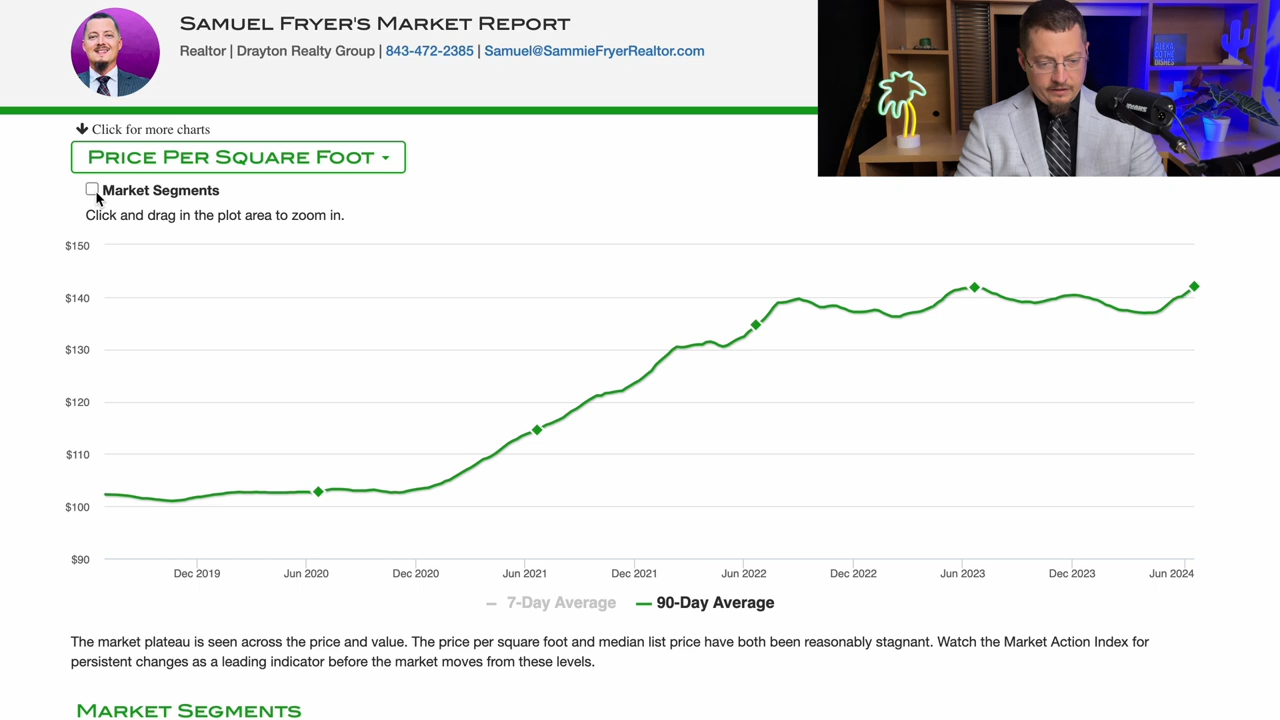 SAMUEL FRYER'S MARKET REPORT
Realtor | Drayton Realty Group | 843-472-2385 | Samuel@SammieFryerRealtor.com
ALEXA
DO THE
DISHES
Click for more charts
PRICE PER SQUARE FOOT
Market Segments
Click and drag in the plot area to zoom in.
$150
$140
$130
$120
$110
$100
$90
Dec 2019 Jun 2020 Dec 2020 Jun 2021 Dec 2021 Jun 2022 Dec 2022 Jun 2023 Dec 2023 Jun 2024
7-Day Average 90-Day Average
The market plateau is seen across the price and value. The price per square foot and median list price have both been reasonably stagnant. Watch the Market Action Index for
persistent changes as a leading indicator before the market moves from these levels.
MARKET SEGMENTS